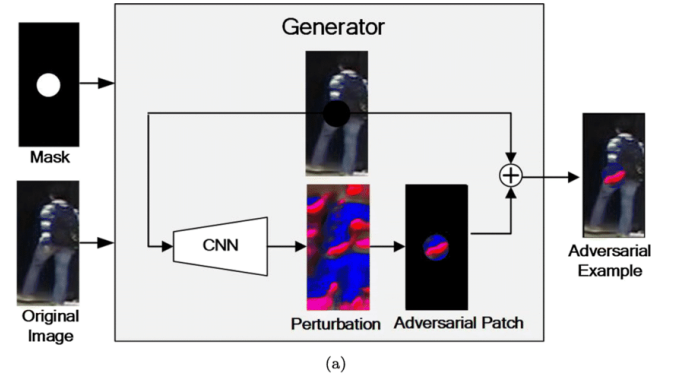 Generator
Mask
Original
Image
CNN
Perturbation
Adversarial Patch
Adversarial
Example
(a)